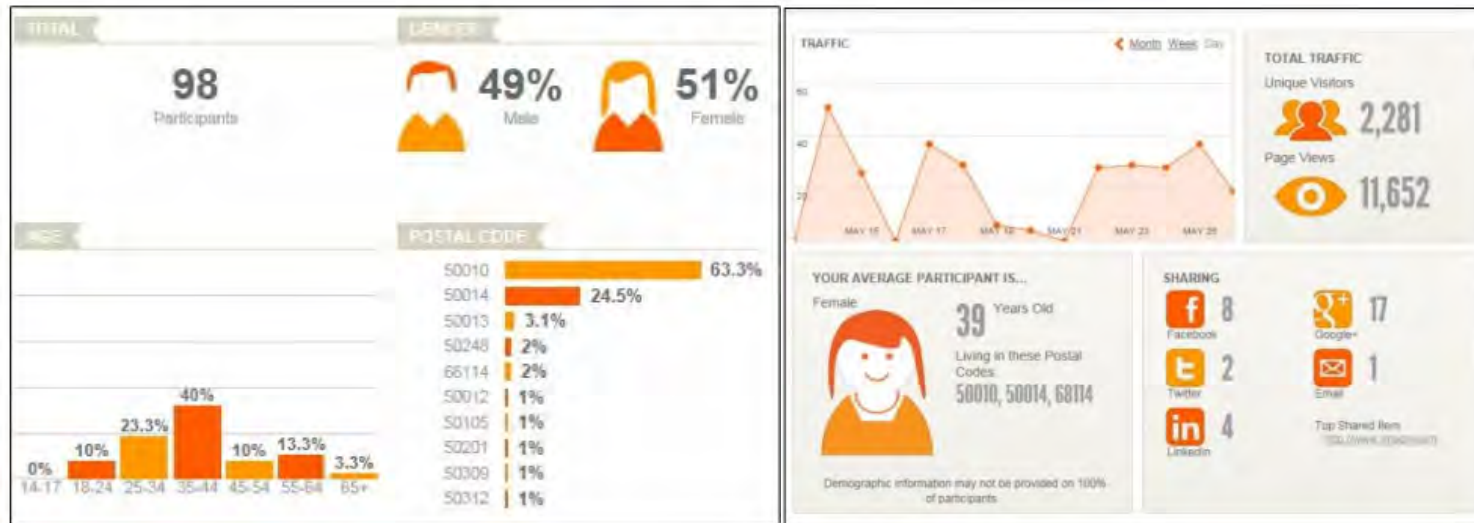 TOTAL
98
Participants
GENDER
49%
Male
51%
Female
AGE
0%
10%
23.3%
40%
10%
13.3%
3.3%
14-17
18-24
25-34
35-44
45-54
55-64
65+
POSTAL CODE
50010 63.3%
50014 24.5%
50013 3.1%
50248 2%
66114 2%
50012 1%
50105 1%
50201 1%
50309 1%
50312 1%
TRAFFIC
Month Week Day
60
40
20
MAY 15
MAY 17
MAY 19
MAY 21
MAY 23
MAY 25
TOTAL TRAFFIC
Unique Visitors
2,281
Page Views
11,652
YOUR AVERAGE PARTICIPANT IS...
Female
39 Years Old
Living in these Postal
Codes:
50010, 50014, 68114
Demographic information may not be provided on 100%
of participants
SHARING
8
Facebook
17
Google+
2
Twitter
1
Email
4
LinkedIn
Top Shared Item